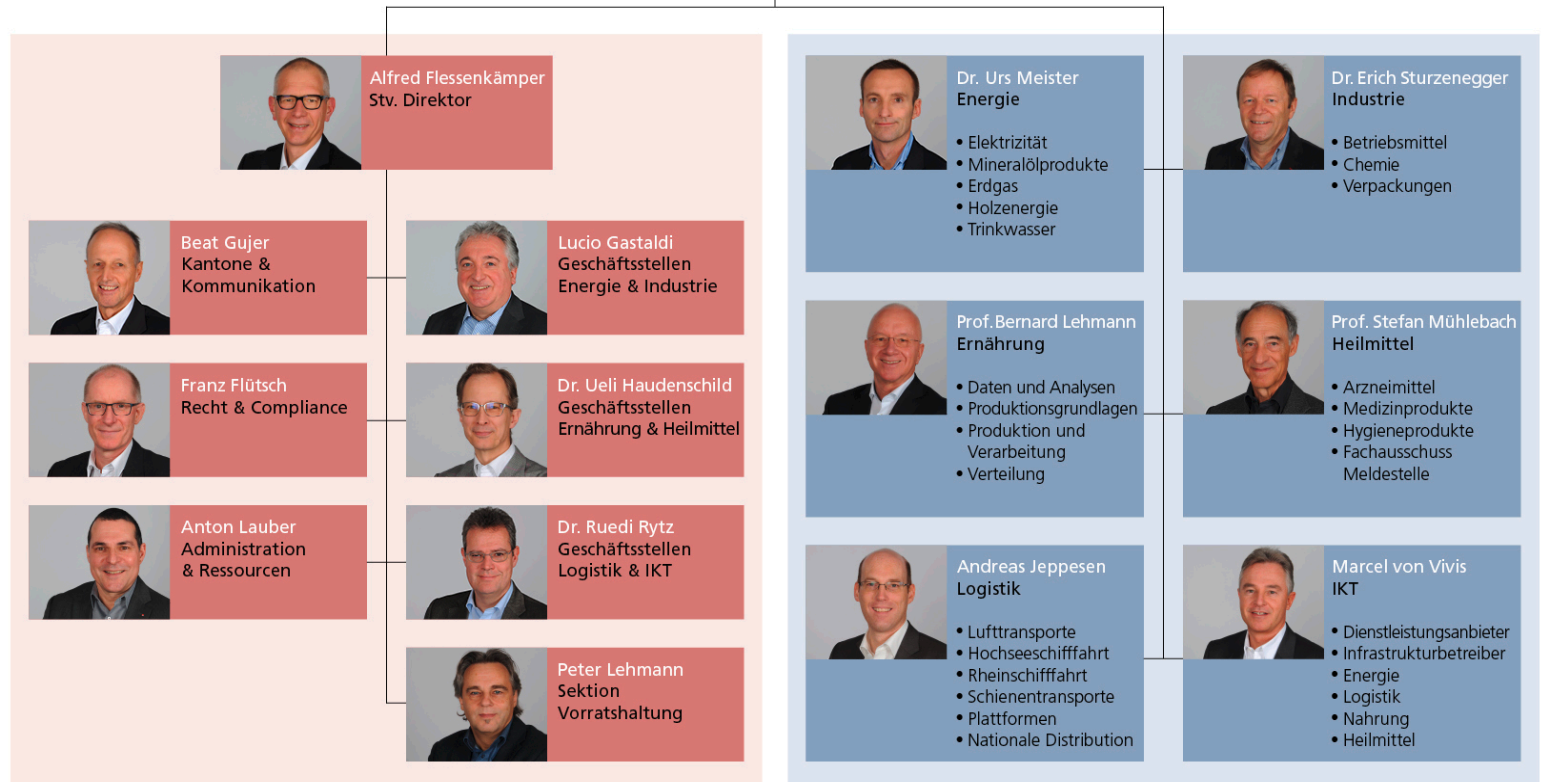 Alfred Flessenkämper
Stv. Direktor
Beat Gujer
Kantone &
Kommunikation
Lucio Gastaldi
Geschäftsstellen
Energie & Industrie
Franz Flütsch
Recht & Compliance
Dr. Ueli Haudenschild
Geschäftsstellen
Ernährung & Heilmittel
Anton Lauber
Administration
& Ressourcen
Dr. Ruedi Rytz
Geschäftsstellen
Logistik & IKT
Peter Lehmann
Sektion
Vorratshaltung
Dr. Urs Meister
Energie
• Elektrizität
• Mineralölprodukte
• Erdgas
• Holzenergie
• Trinkwasser
Dr. Erich Sturzenegger
Industrie
• Betriebsmittel
• Chemie
• Verpackungen
Prof. Bernard Lehmann
Ernährung
• Daten und Analysen
• Produktionsgrundlagen
• Produktion und
Verarbeitung
• Verteilung
Prof. Stefan Mühlebach
Heilmittel
• Arzneimittel
• Medizinprodukte
• Hygieneprodukte
• Fachausschuss
Meldestelle
Andreas Jeppesen
Logistik
• Lufttransporte
• Hochseeschifffahrt
• Rheinschifffahrt
• Schienentransporte
• Plattformen
• Nationale Distribution
Marcel von Vivis
IKT
• Dienstleistungsanbieter
• Infrastrukturbetreiber
• Energie
• Logistik
• Nahrung
• Heilmittel